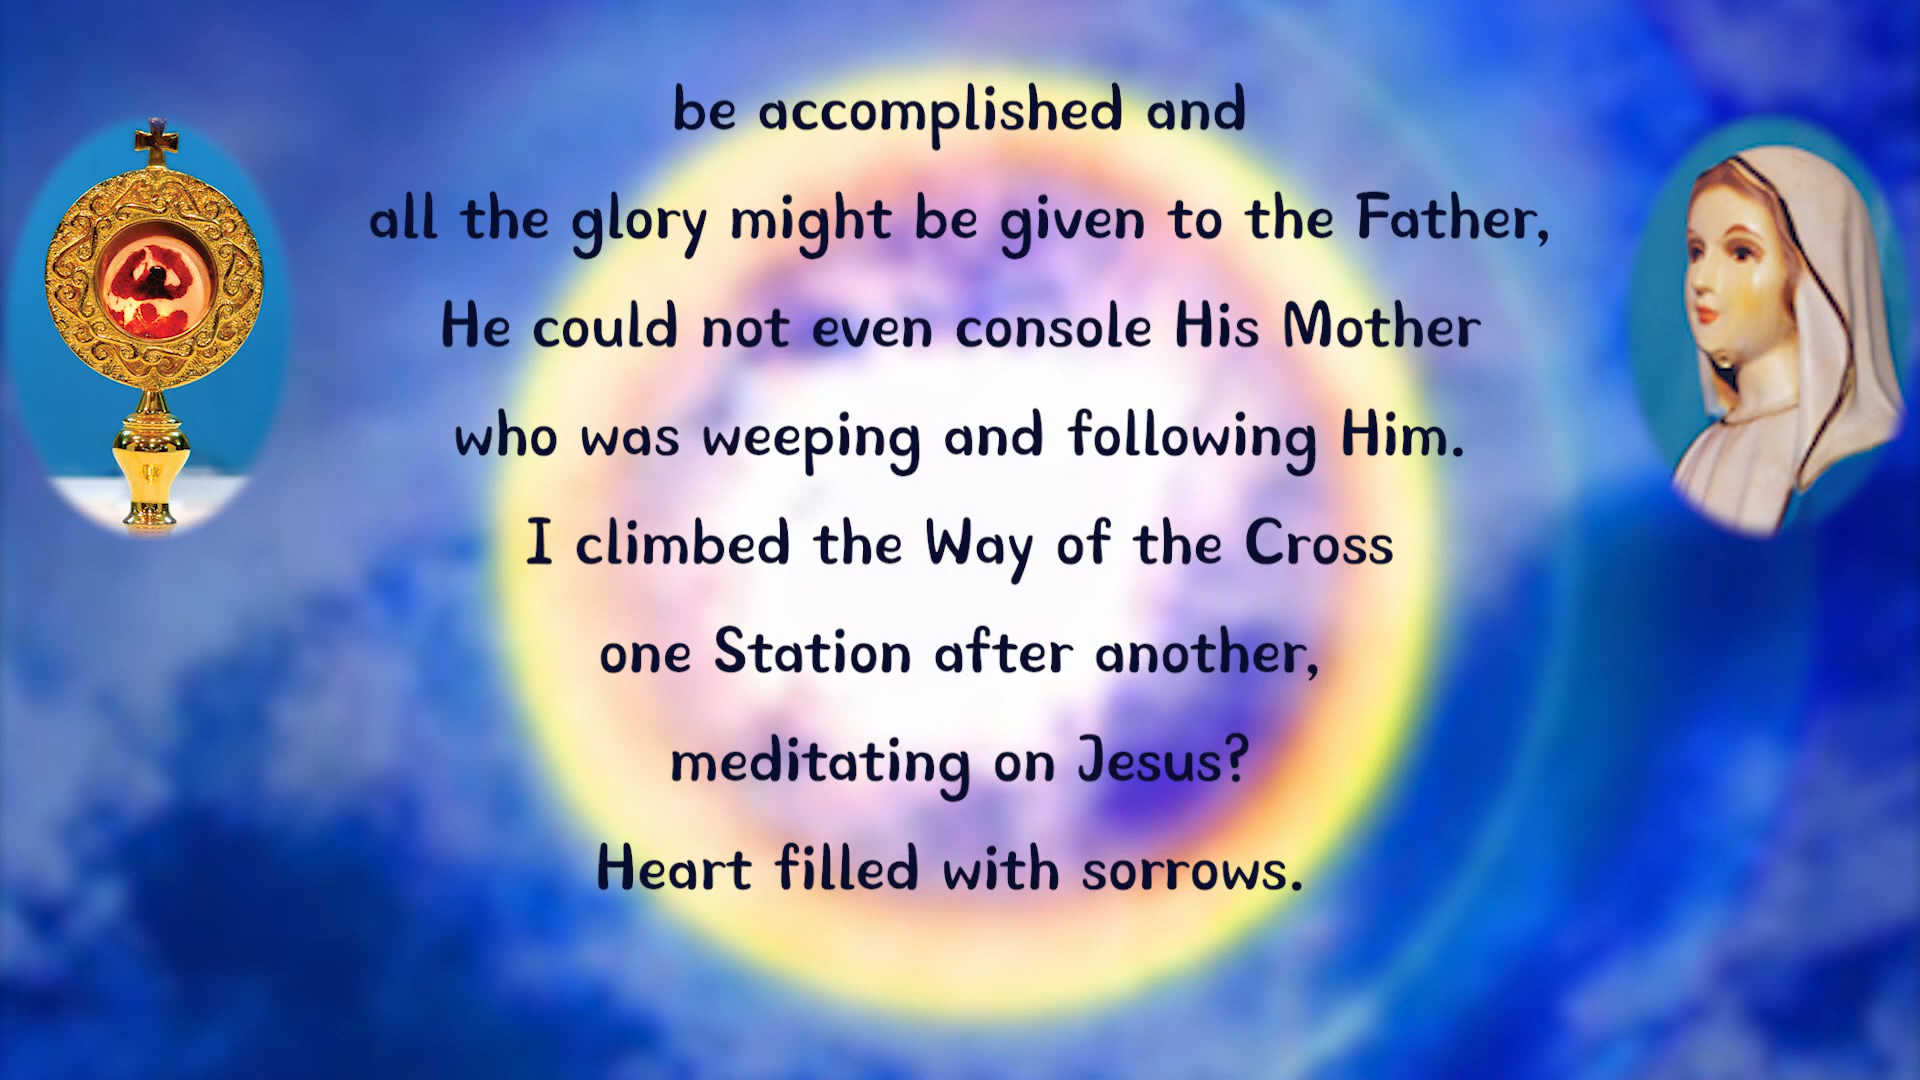 be accomplished and
all the glory might be given to the Father,
He could not even console His Mother
who was weeping and following Him.
I climbed the Way of the Cross
one Station after another,
meditating on Jesus?
Heart filled with sorrows.